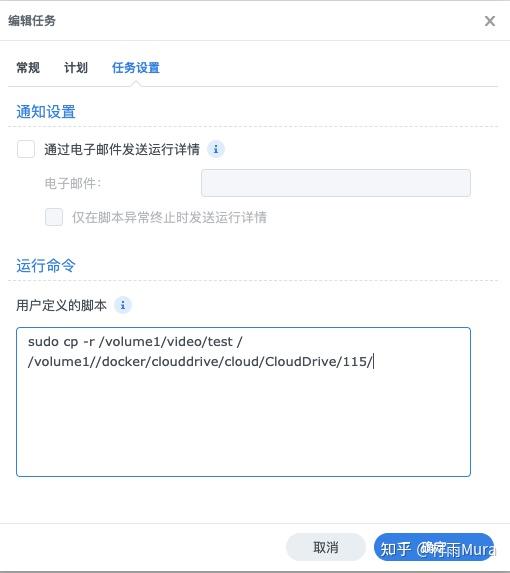 编辑任务
常规 计划 任务设置
通知设置
通过电子邮件发送运行详情
电子邮件:
仅在脚本异常终止时发送运行详情
运行命令
用户定义的脚本
sudo cp -r /volume1/video/test /
/volume1//docker/clouddrive/cloud/CloudDrive/115/
取消 确定
知乎 @符雨Mura